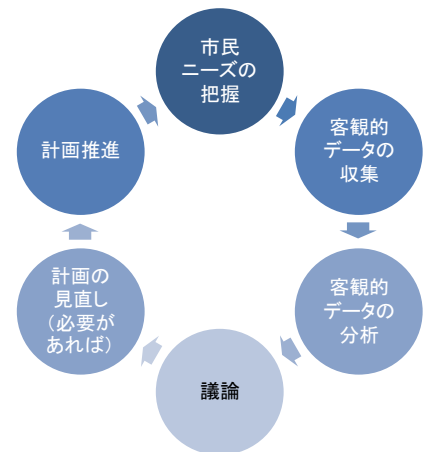 市民
ニーズの
把握
客観的
データの
収集
客観的
データの
分析
議論
計画の
見直し
（必要が
あれば）
計画推進